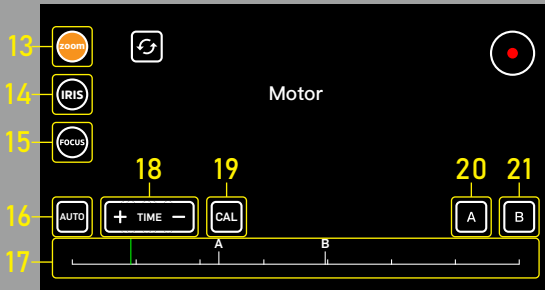 13 zoom
14 IRIS
Motor
15 FOCUS
18 19 20 21
16 AUTO + TIME − CAL A B
A B
17